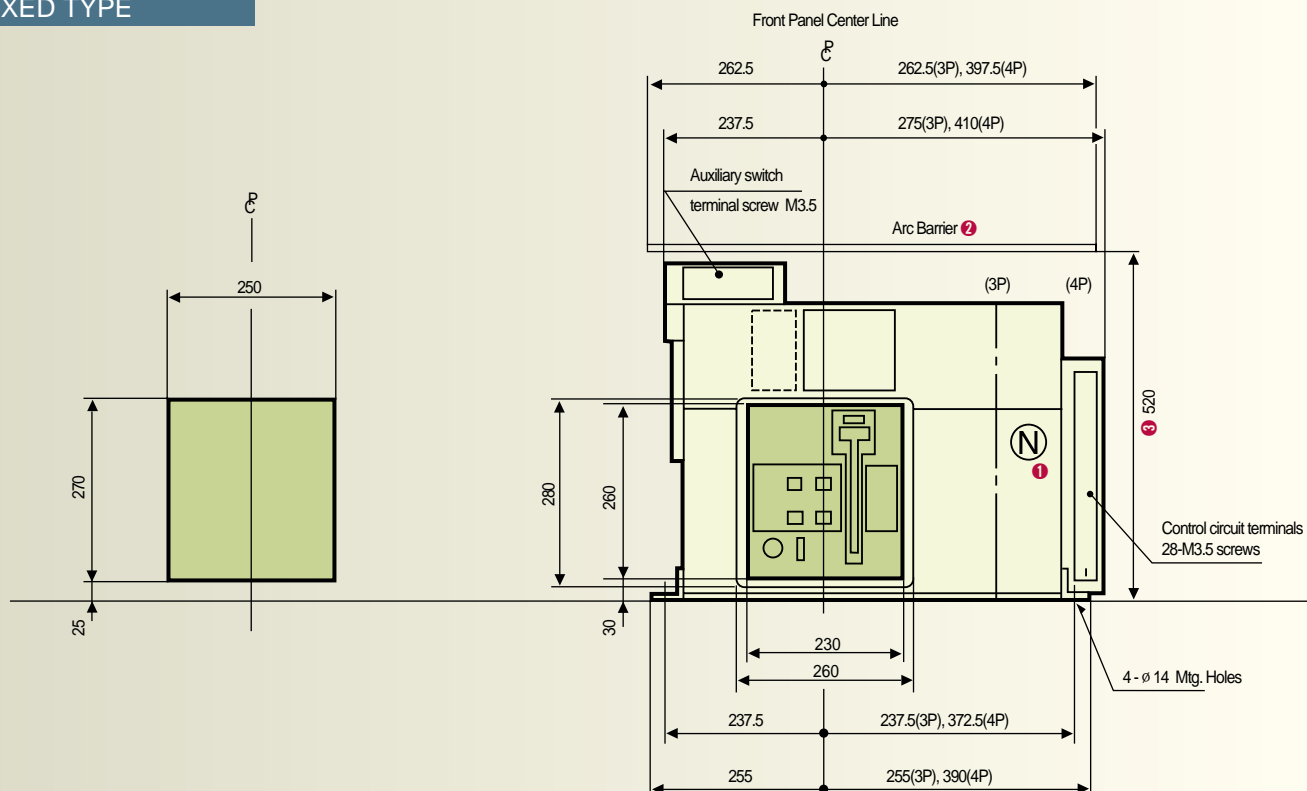 XED TYPE
Front Panel Center Line
262.5
262.5(3P), 397.5(4P)
237.5
275(3P), 410(4P)
Auxiliary switch
terminal screw M3.5
Arc Barrier ❷
(3P)
(4P)
250
270
25
280
260
30
N
❶
❸ 520
Control circuit terminals
28-M3.5 screws
230
260
4 - ø 14 Mtg. Holes
237.5
237.5(3P), 372.5(4P)
255
255(3P), 390(4P)